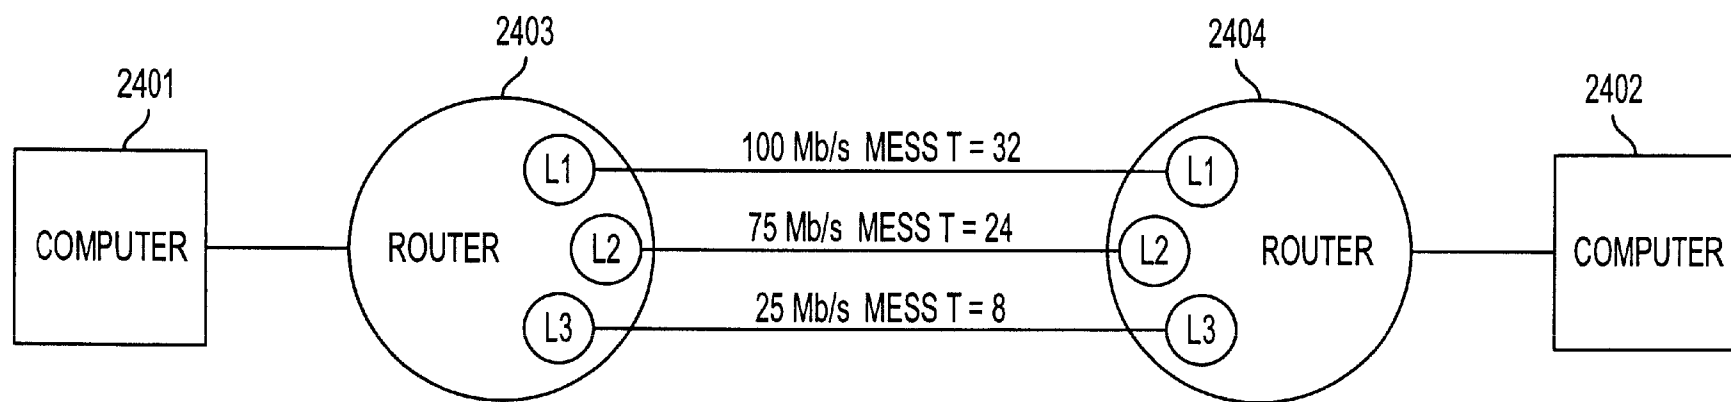 2403
2404
2401
2402
100 Mb/s MESS T = 32
L1
L1
75 Mb/s MESS T = 24
COMPUTER
ROUTER
L2
L2
ROUTER
COMPUTER
25 Mb/s MESS T = 8
L3
L3